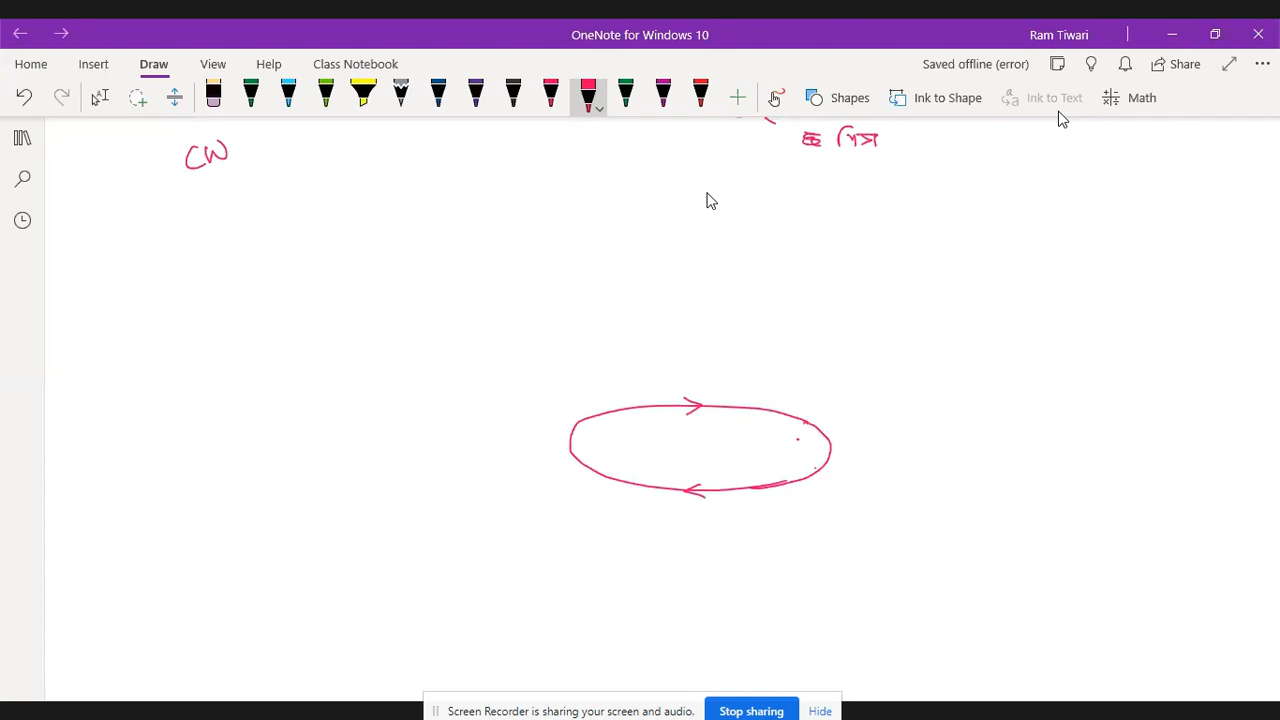 OneNote for Windows 10
Ram Tiwari
Home Insert Draw View Help Class Notebook
Saved offline (error) Share
Shapes Ink to Shape Ink to Text Math
CW
Screen Recorder is sharing your screen and audio. Stop sharing Hide